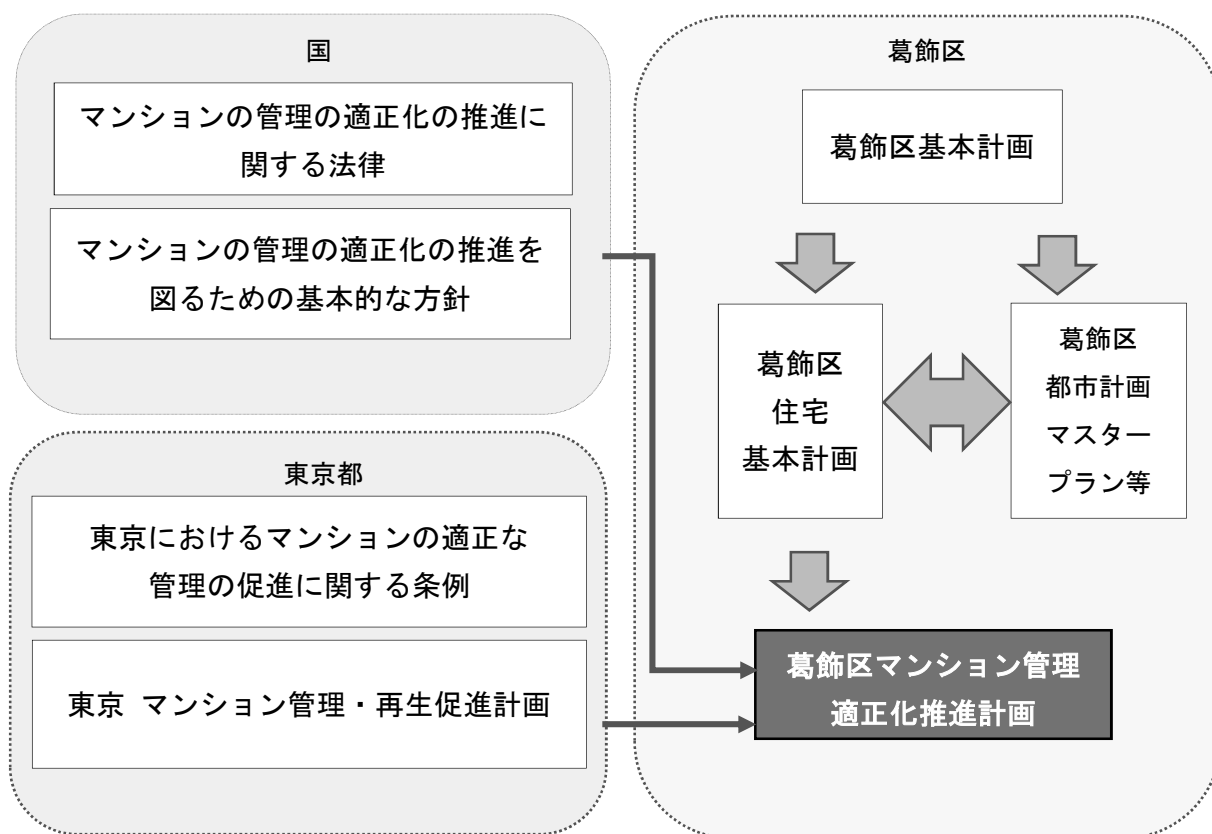 国
マンションの管理の適正化の推進に
関する法律
マンションの管理の適正化の推進を
図るための基本的な方針
東京都
東京におけるマンションの適正な
管理の促進に関する条例
東京 マンション管理・再生促進計画
葛飾区
葛飾区基本計画
葛飾区
住宅
基本計画
葛飾区
都市計画
マスター
プラン等
葛飾区マンション管理
適正化推進計画